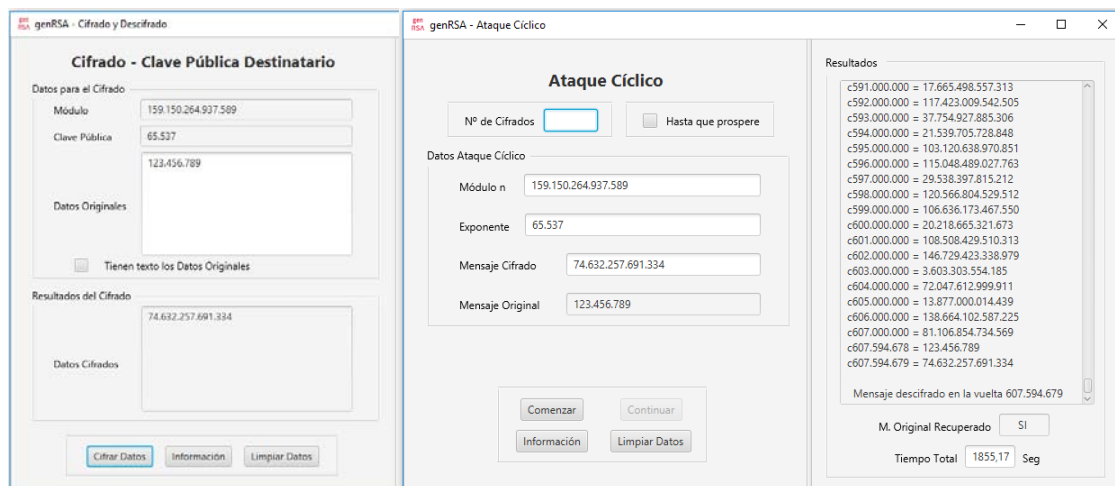 gen RSA genRSA - Cifrado y Descifrado
Cifrado - Clave Pública Destinatario
Datos para el Cifrado
Módulo 159.150.264.937.589
Clave Pública 65.537
Datos Originales 123.456.789
Tienen texto los Datos Originales
Resultados del Cifrado
Datos Cifrados 74.632.257.691.334
Cifrar Datos Información Limpiar Datos
gen RSA genRSA - Ataque Cíclico
Ataque Cíclico
Nº de Cifrados Hasta que prospere
Datos Ataque Cíclico
Módulo n 159.150.264.937.589
Exponente 65.537
Mensaje Cifrado 74.632.257.691.334
Mensaje Original 123.456.789
Comenzar Continuar
Información Limpiar Datos
Resultados
c591.000.000 = 17.665.498.557.313
c592.000.000 = 117.423.009.542.505
c593.000.000 = 37.754.927.885.306
c594.000.000 = 21.539.705.728.848
c595.000.000 = 103.120.638.970.851
c596.000.000 = 115.048.489.027.763
c597.000.000 = 29.538.397.815.212
c598.000.000 = 120.566.804.529.512
c599.000.000 = 106.636.173.467.550
c600.000.000 = 20.218.665.321.673
c601.000.000 = 108.508.429.510.313
c602.000.000 = 146.729.423.338.979
c603.000.000 = 3.603.303.554.185
c604.000.000 = 72.047.612.999.911
c605.000.000 = 13.877.000.014.439
c606.000.000 = 138.664.102.587.225
c607.000.000 = 81.106.854.734.569
c607.594.678 = 123.456.789
c607.594.679 = 74.632.257.691.334
Mensaje descifrado en la vuelta 607.594.679
M. Original Recuperado SI
Tiempo Total 1855,17 Seg